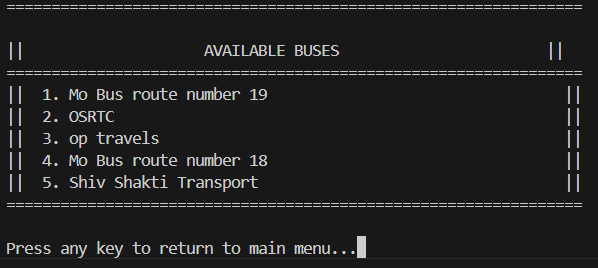 ================================================================
||                    AVAILABLE BUSES                       ||
================================================================
||  1. Mo Bus route number 19                                 ||
||  2. OSRTC                                                  ||
||  3. op travels                                             ||
||  4. Mo Bus route number 18                                 ||
||  5. Shiv Shakti Transport                                  ||
================================================================
Press any key to return to main menu...